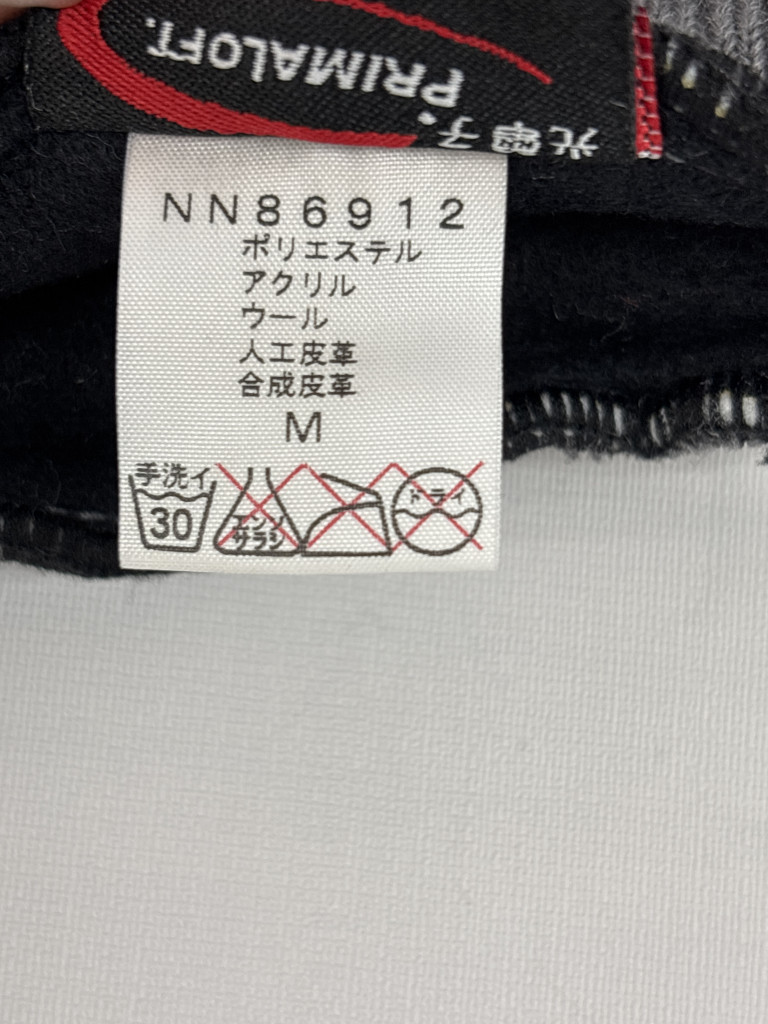 PRIMALOFT.
光電子。
NN86912
ポリエステル
アクリル
ウール
人工皮革
合成皮革
M
手洗イ
30
エンソ
サラシ
ドライ